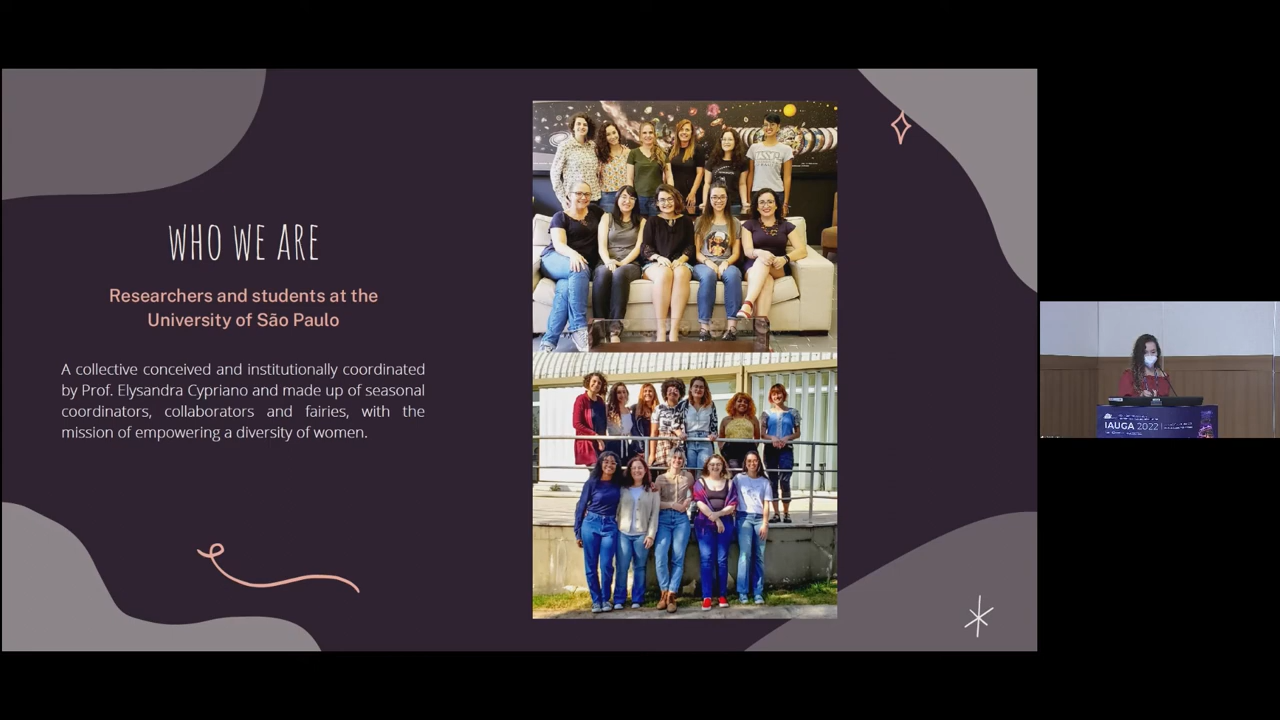 WHO WE ARE
Researchers and students at the
University of São Paulo
A collective conceived and institutionally coordinated
by Prof. Elysandra Cypriano and made up of seasonal
coordinators, collaborators and fairies, with the
mission of empowering a diversity of women.
IAUGA 2022